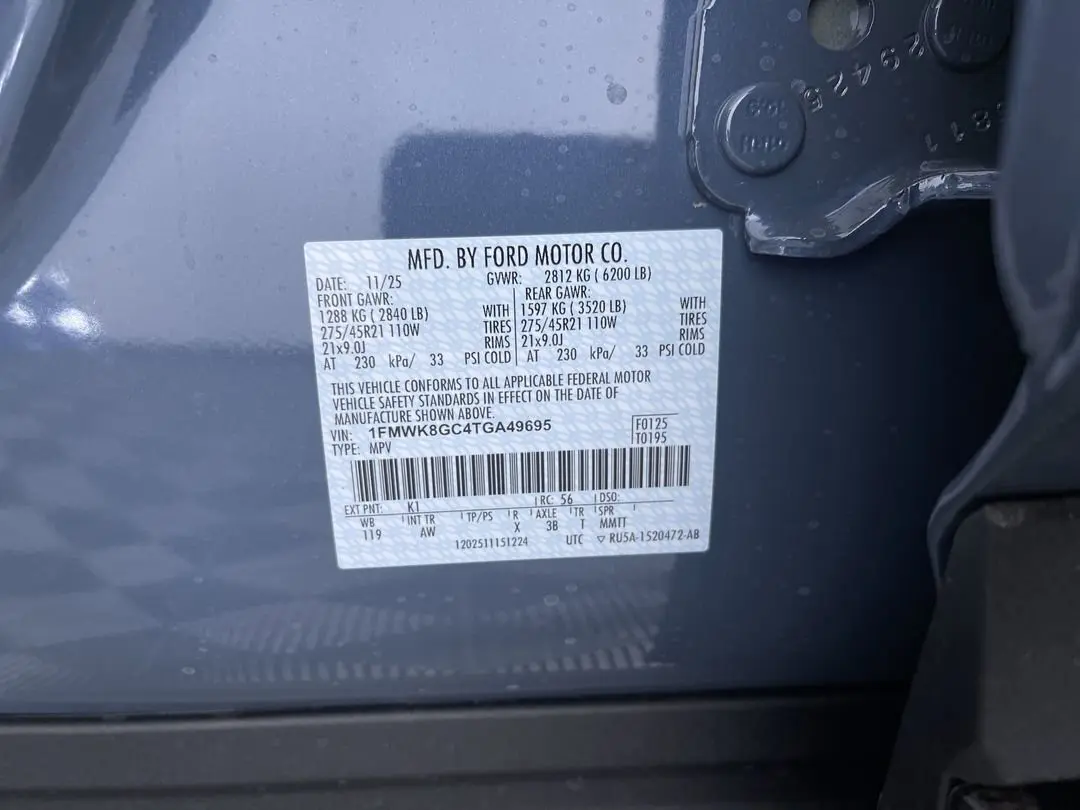 29425
811
MFD. BY FORD MOTOR CO.
DATE: 11/25 GVWR: 2812 KG ( 6200 LB)
FRONT GAWR: REAR GAWR:
1288 KG ( 2840 LB) WITH 1597 KG ( 3520 LB) WITH
275/45R21 110W TIRES 275/45R21 110W TIRES
21x9.0J RIMS 21x9.0J RIMS
AT 230 kPa/ 33 PSI COLD AT 230 kPa/ 33 PSI COLD
THIS VEHICLE CONFORMS TO ALL APPLICABLE FEDERAL MOTOR
VEHICLE SAFETY STANDARDS IN EFFECT ON THE DATE OF
MANUFACTURE SHOWN ABOVE.
VIN: 1FMWK8GC4TGA49695 F0125
TYPE: MPV T0195
EXT PNT: K1 RC: 56 DSO:
WB INT TR TP/PS R AXLE TR SPR
119 AW X 3B T MMTT
1202511151224 UTC ▽ RU5A-1520472-AB